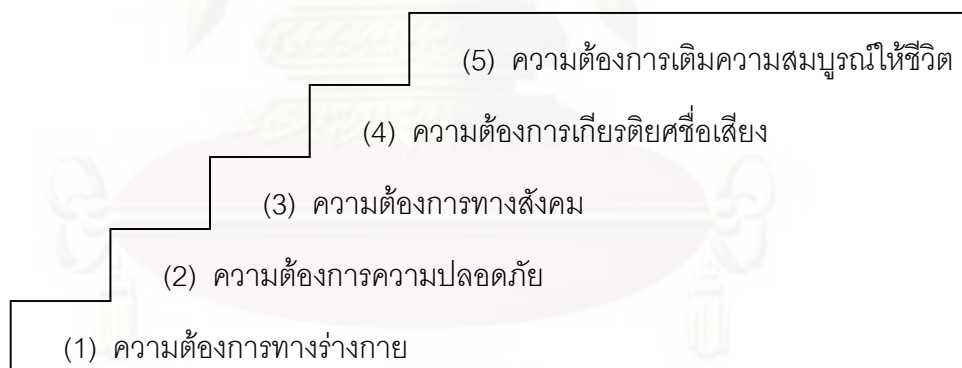 (5) ความต้องการเติมความสมบูรณ์ให้ชีวิต
(4) ความต้องการเกียรติยศชื่อเสียง
(3) ความต้องการทางสังคม
(2) ความต้องการความปลอดภัย
(1) ความต้องการทางร่างกาย